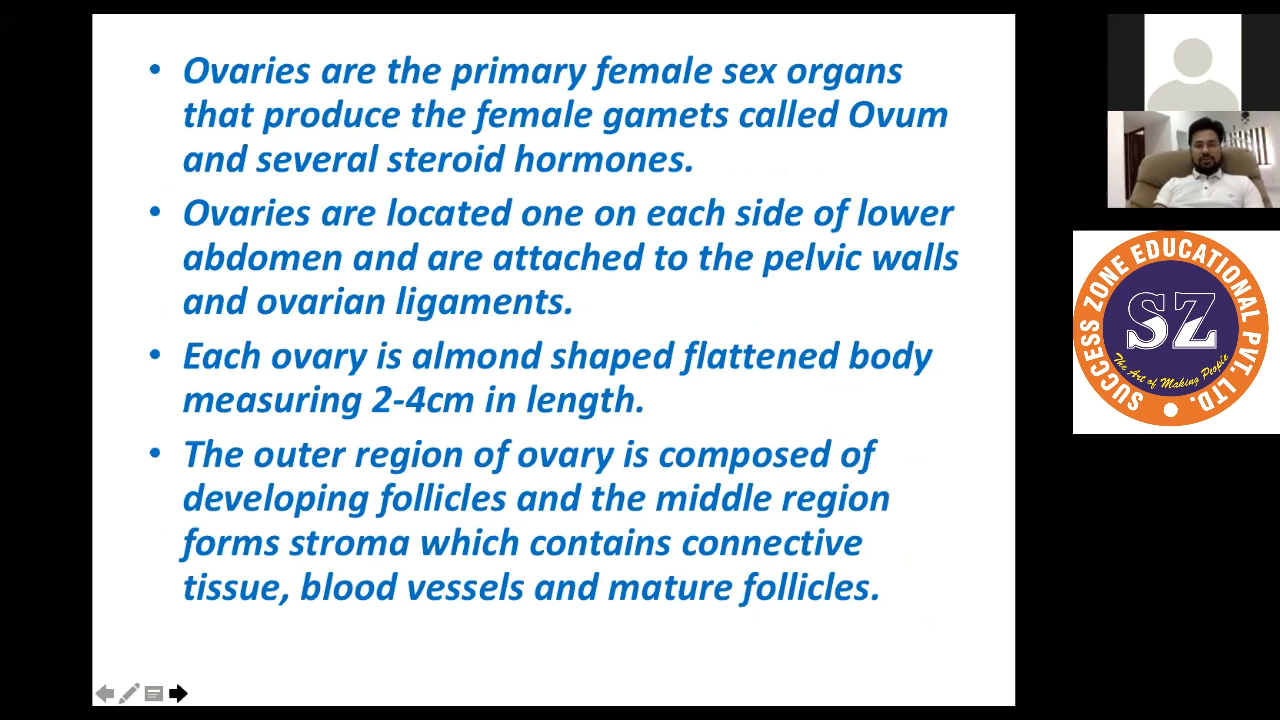 • Ovaries are the primary female sex organs
that produce the female gamets called Ovum
and several steroid hormones.
• Ovaries are located one on each side of lower
abdomen and are attached to the pelvic walls
and ovarian ligaments.
• Each ovary is almond shaped flattened body
measuring 2-4cm in length.
• The outer region of ovary is composed of
developing follicles and the middle region
forms stroma which contains connective
tissue, blood vessels and mature follicles.
SUCCESS ZONE EDUCATIONAL PVT. LTD.
SZ
The Art of Making People